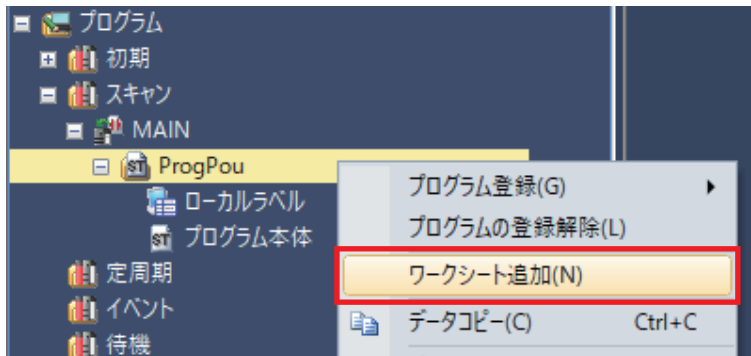 プログラム
初期
スキャン
MAIN
ProgPou
ローカルラベル
プログラム本体
定周期
イベント
待機
プログラム登録(G)
プログラムの登録解除(L)
ワークシート追加(N)
データコピー(C) Ctrl+C